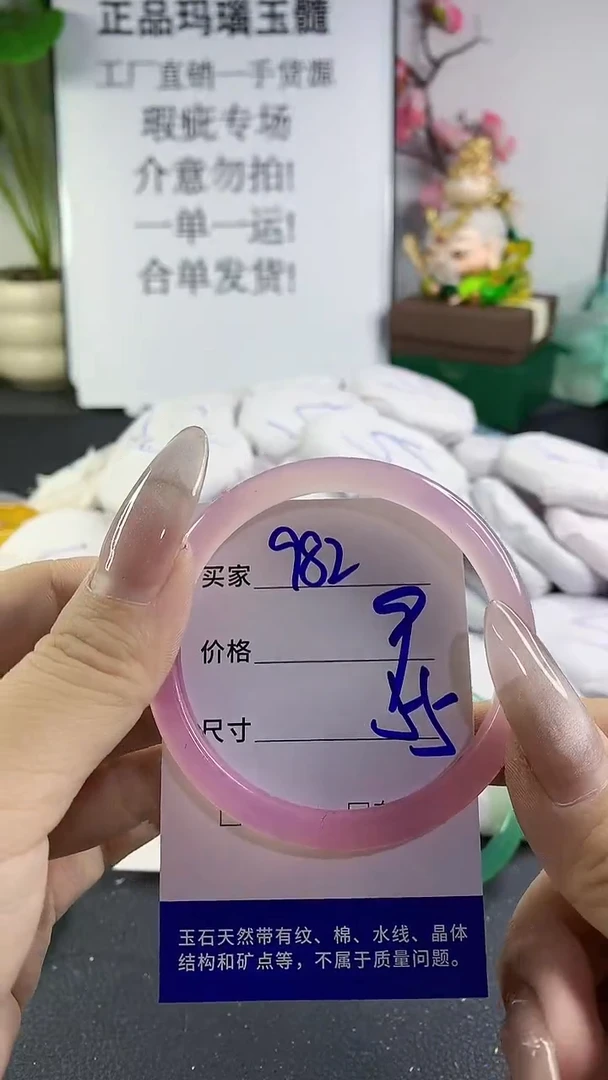 正品玛瑙玉髓
工厂直销一手货源
瑕疵专场
介意勿拍!
一单一运!
合单发货!
买家 982
价格
尺寸
玉石天然带有纹、棉、水线、晶体
结构和矿点等，不属于质量问题。